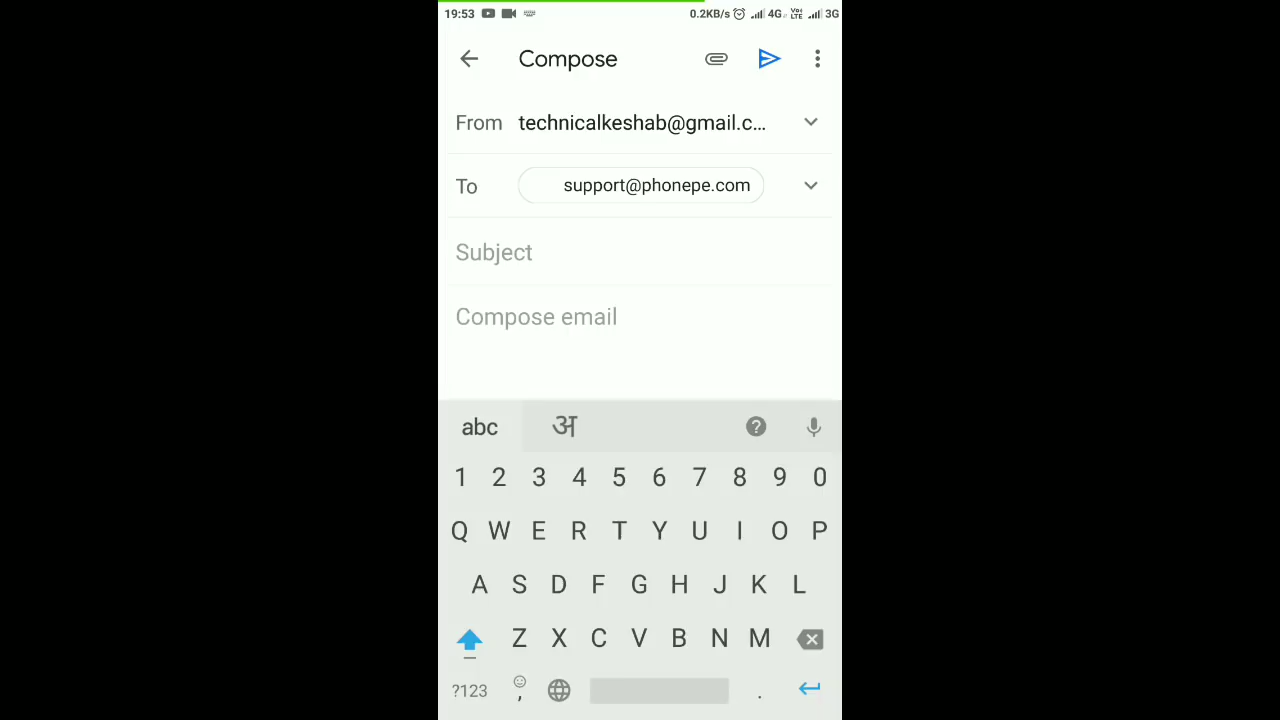 19:53 0.2KB/s 4G VoLTE 3G
Compose
From technicalkeshab@gmail.c...
To support@phonepe.com
Subject
Compose email
abc अ ?
1 2 3 4 5 6 7 8 9 0
Q W E R T Y U I O P
A S D F G H J K L
Z X C V B N M
?123 , .